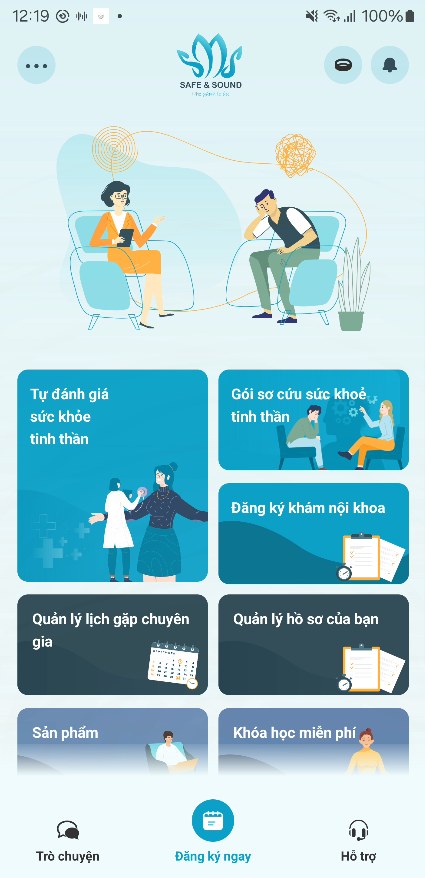 12:19
100%
SAFE & SOUND
Tự đánh giá
sức khỏe
tinh thần
Gói sơ cứu sức khoẻ
tinh thần
Đăng ký khám nội khoa
Quản lý lịch gặp chuyên
gia
Quản lý hồ sơ của bạn
Sản phẩm
Khóa học miễn phí
Trò chuyện
Đăng ký ngay
Hỗ trợ